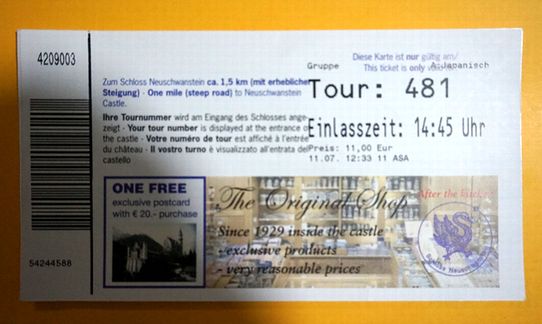 4209003
Diese Karte ist nur gültig am/
This ticket is only
Gruppe A:Japanisch
Zum Schloss Neuschwanstein ca. 1,5 km (mit erheblicher
Steigung) - One mile (steep road) to Neuschwanstein
Castle.
Tour: 481
Ihre Tournummer wird am Eingang des Schlosses ange-
zeigt - Your tour number is displayed at the entrance o
the castle - Votre numéro de tour est affiché à l'entrée
du château - Il vostro turno è visualizzato all'entrata del
castello
Einlasszeit: 14:45 Uhr
Preis: 11,00 Eur
11.07. 12:33 11 ASA
ONE FREE
exclusive postcard
with € 20.- purchase
The Original Shop
Since 1929 inside the castle
- exclusive products
- very reasonable prices
After the kitchen
Schloss Neuschwanstein
54244588